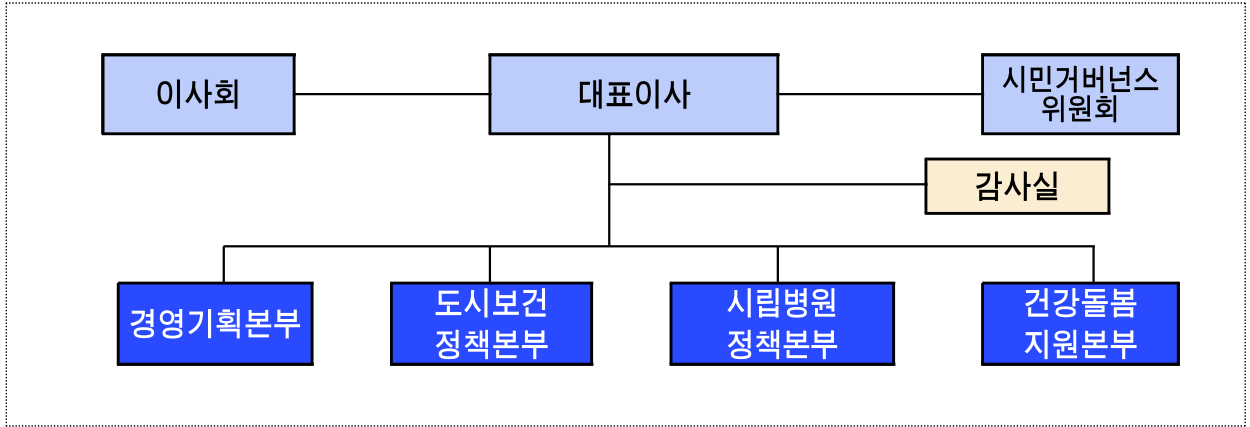 이사회
대표이사
시민거버넌스
위원회
감사실
경영기획본부
도시보건
정책본부
시립병원
정책본부
건강돌봄
지원본부